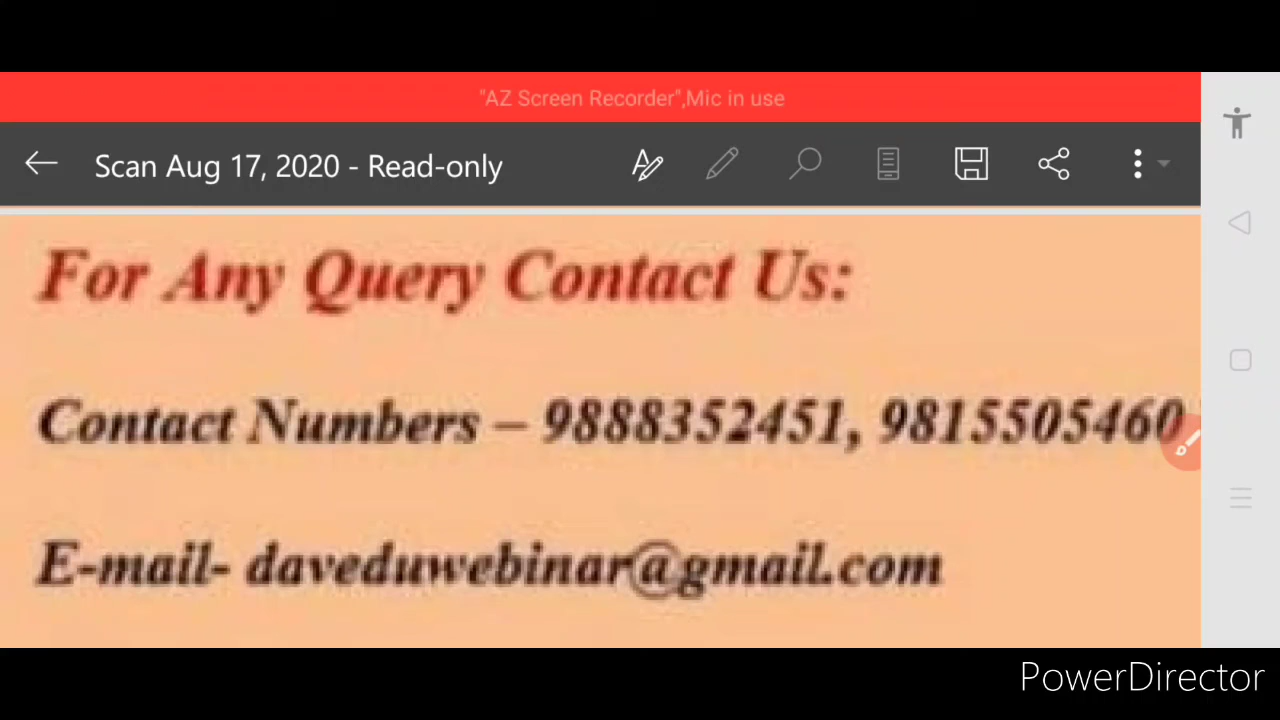 "AZ Screen Recorder",Mic in use
Scan Aug 17, 2020 - Read-only
For Any Query Contact Us:
Contact Numbers – 9888352451, 9815505460
E-mail- daveduwebinar@gmail.com
PowerDirector